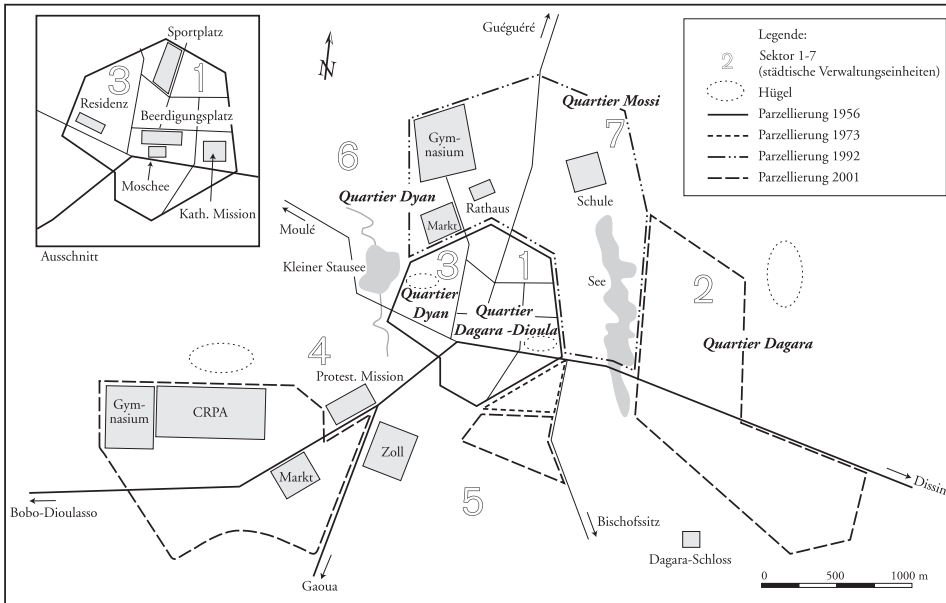 Sportplatz
3
1
Residenz
Beerdigungsplatz
Moschee
Kath. Mission
Ausschnitt
N
Guéguéré
Legende:
2
Sektor 1-7
(städtische Verwaltungseinheiten)
Hügel
Parzellierung 1956
Parzellierung 1973
Parzellierung 1992
Parzellierung 2001
Quartier Mossi
7
Gym-
nasium
6
Quartier Dyan
Rathaus
Schule
Markt
Moulé
Kleiner Stausee
3
1
See
2
Quartier
Dyan
Quartier
Dagara -Dioula
Quartier Dagara
4
Protest. Mission
Gym-
nasium
CRPA
Zoll
Markt
5
Dissin
Bobo-Dioulasso
Bischofssitz
Dagara-Schloss
Gaoua
0 500 1000 m